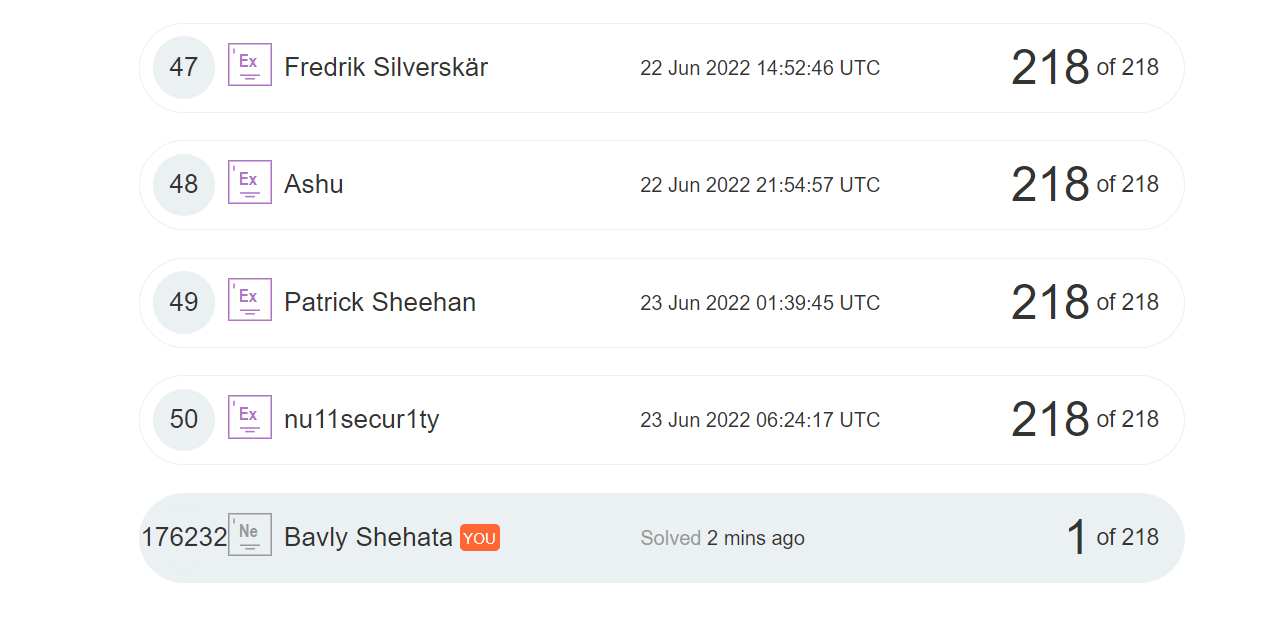 47 Ex Fredrik Silverskär 22 Jun 2022 14:52:46 UTC 218 of 218
48 Ex Ashu 22 Jun 2022 21:54:57 UTC 218 of 218
49 Ex Patrick Sheehan 23 Jun 2022 01:39:45 UTC 218 of 218
50 Ex nu11secur1ty 23 Jun 2022 06:24:17 UTC 218 of 218
176232 Ne Bavly Shehata YOU Solved 2 mins ago 1 of 218